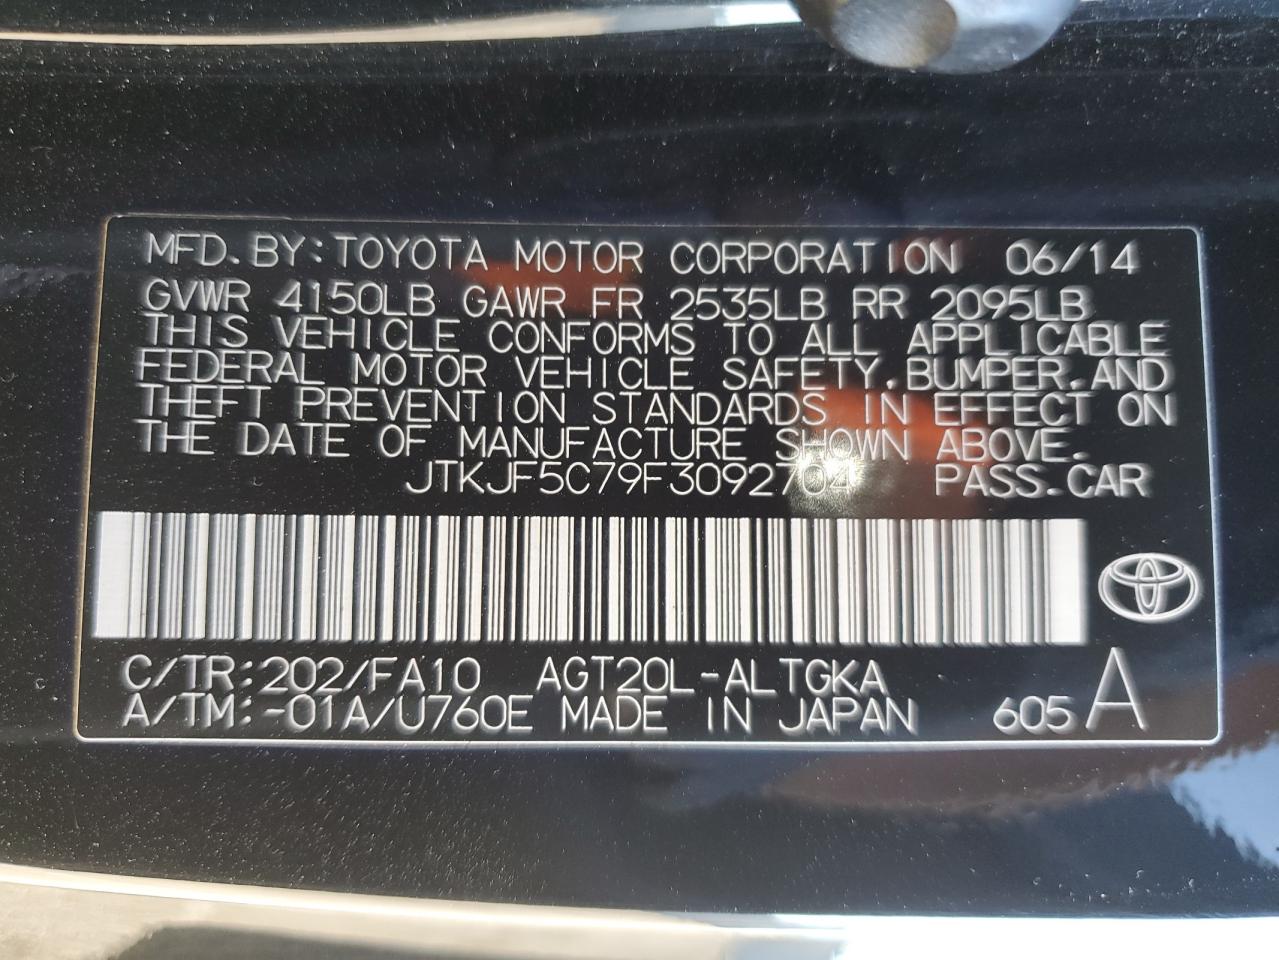 MFD.BY:TOYOTA MOTOR CORPORATION 06/14
GVWR 4150LB GAWR FR 2535LB RR 2095LB
THIS VEHICLE CONFORMS TO ALL APPLICABLE
FEDERAL MOTOR VEHICLE SAFETY,BUMPER,AND
THEFT PREVENTION STANDARDS IN EFFECT ON
THE DATE OF MANUFACTURE SHOWN ABOVE.
JTKJF5C79F3092704 PASS.CAR
C/TR:202/FA10 AGT20L-ALTGKA
A/TM:-01A/U760E MADE IN JAPAN 605 A